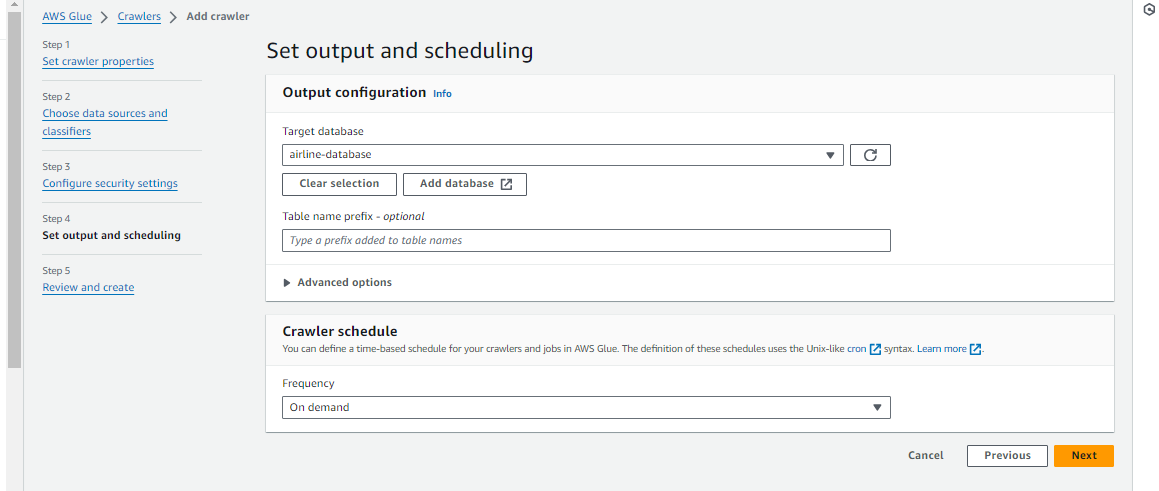 AWS Glue > Crawlers > Add crawler
Step 1
Set crawler properties
Step 2
Choose data sources and
classifiers
Step 3
Configure security settings
Step 4
Set output and scheduling
Step 5
Review and create
Set output and scheduling
Output configuration Info
Target database
airline-database
Clear selection Add database
Table name prefix - optional
Type a prefix added to table names
Advanced options
Crawler schedule
You can define a time-based schedule for your crawlers and jobs in AWS Glue. The definition of these schedules uses the Unix-like cron syntax. Learn more.
Frequency
On demand
Cancel Previous Next